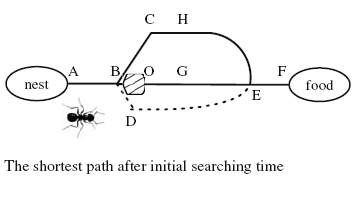 C H
nest A B O G F food
E
D
The shortest path after initial searching time